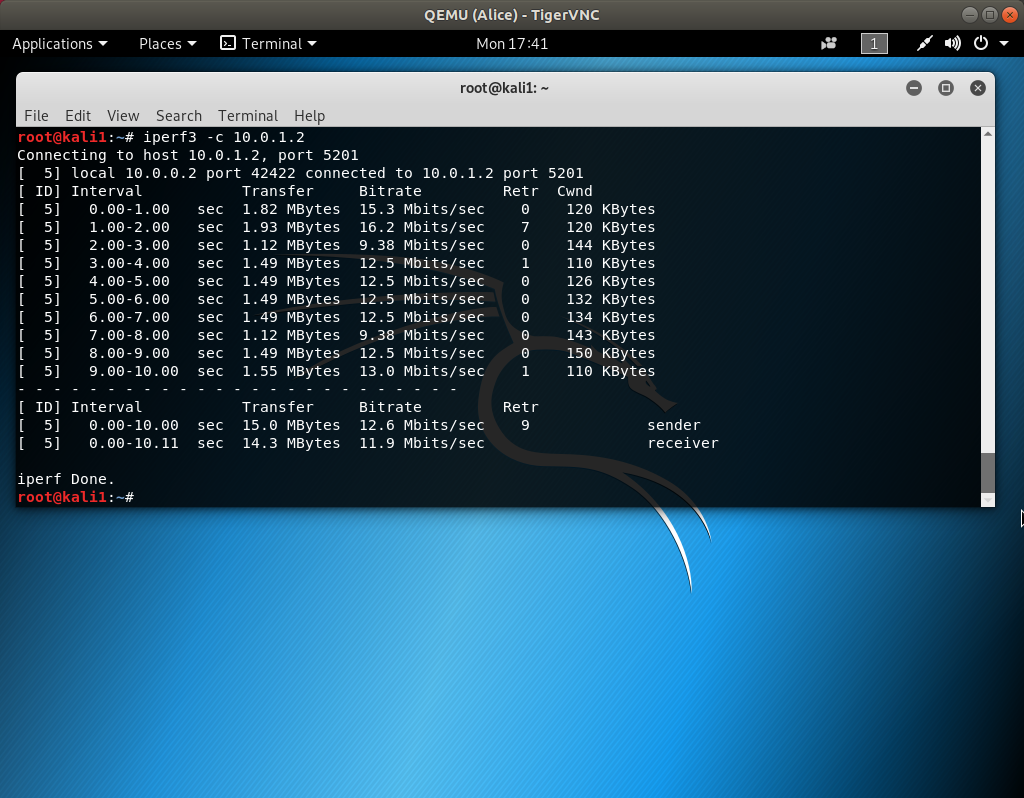 QEMU (Alice) - TigerVNC
Applications Places Terminal Mon 17:41 1
root@kali1: ~
File Edit View Search Terminal Help
root@kali1:~# iperf3 -c 10.0.1.2
Connecting to host 10.0.1.2, port 5201
[  5] local 10.0.0.2 port 42422 connected to 10.0.1.2 port 5201
[ ID] Interval           Transfer     Bitrate         Retr  Cwnd
[  5]   0.00-1.00   sec  1.82 MBytes  15.3 Mbits/sec    0    120 KBytes
[  5]   1.00-2.00   sec  1.93 MBytes  16.2 Mbits/sec    7    120 KBytes
[  5]   2.00-3.00   sec  1.12 MBytes  9.38 Mbits/sec    0    144 KBytes
[  5]   3.00-4.00   sec  1.49 MBytes  12.5 Mbits/sec    1    110 KBytes
[  5]   4.00-5.00   sec  1.49 MBytes  12.5 Mbits/sec    0    126 KBytes
[  5]   5.00-6.00   sec  1.49 MBytes  12.5 Mbits/sec    0    132 KBytes
[  5]   6.00-7.00   sec  1.49 MBytes  12.5 Mbits/sec    0    134 KBytes
[  5]   7.00-8.00   sec  1.12 MBytes  9.38 Mbits/sec    0    143 KBytes
[  5]   8.00-9.00   sec  1.49 MBytes  12.5 Mbits/sec    0    150 KBytes
[  5]   9.00-10.00  sec  1.55 MBytes  13.0 Mbits/sec    1    110 KBytes
- - - - - - - - - - - - - - - - - - - - - - - - -
[ ID] Interval           Transfer     Bitrate         Retr
[  5]   0.00-10.00  sec  15.0 MBytes  12.6 Mbits/sec    9             sender
[  5]   0.00-10.11  sec  14.3 MBytes  11.9 Mbits/sec                  receiver
iperf Done.
root@kali1:~#